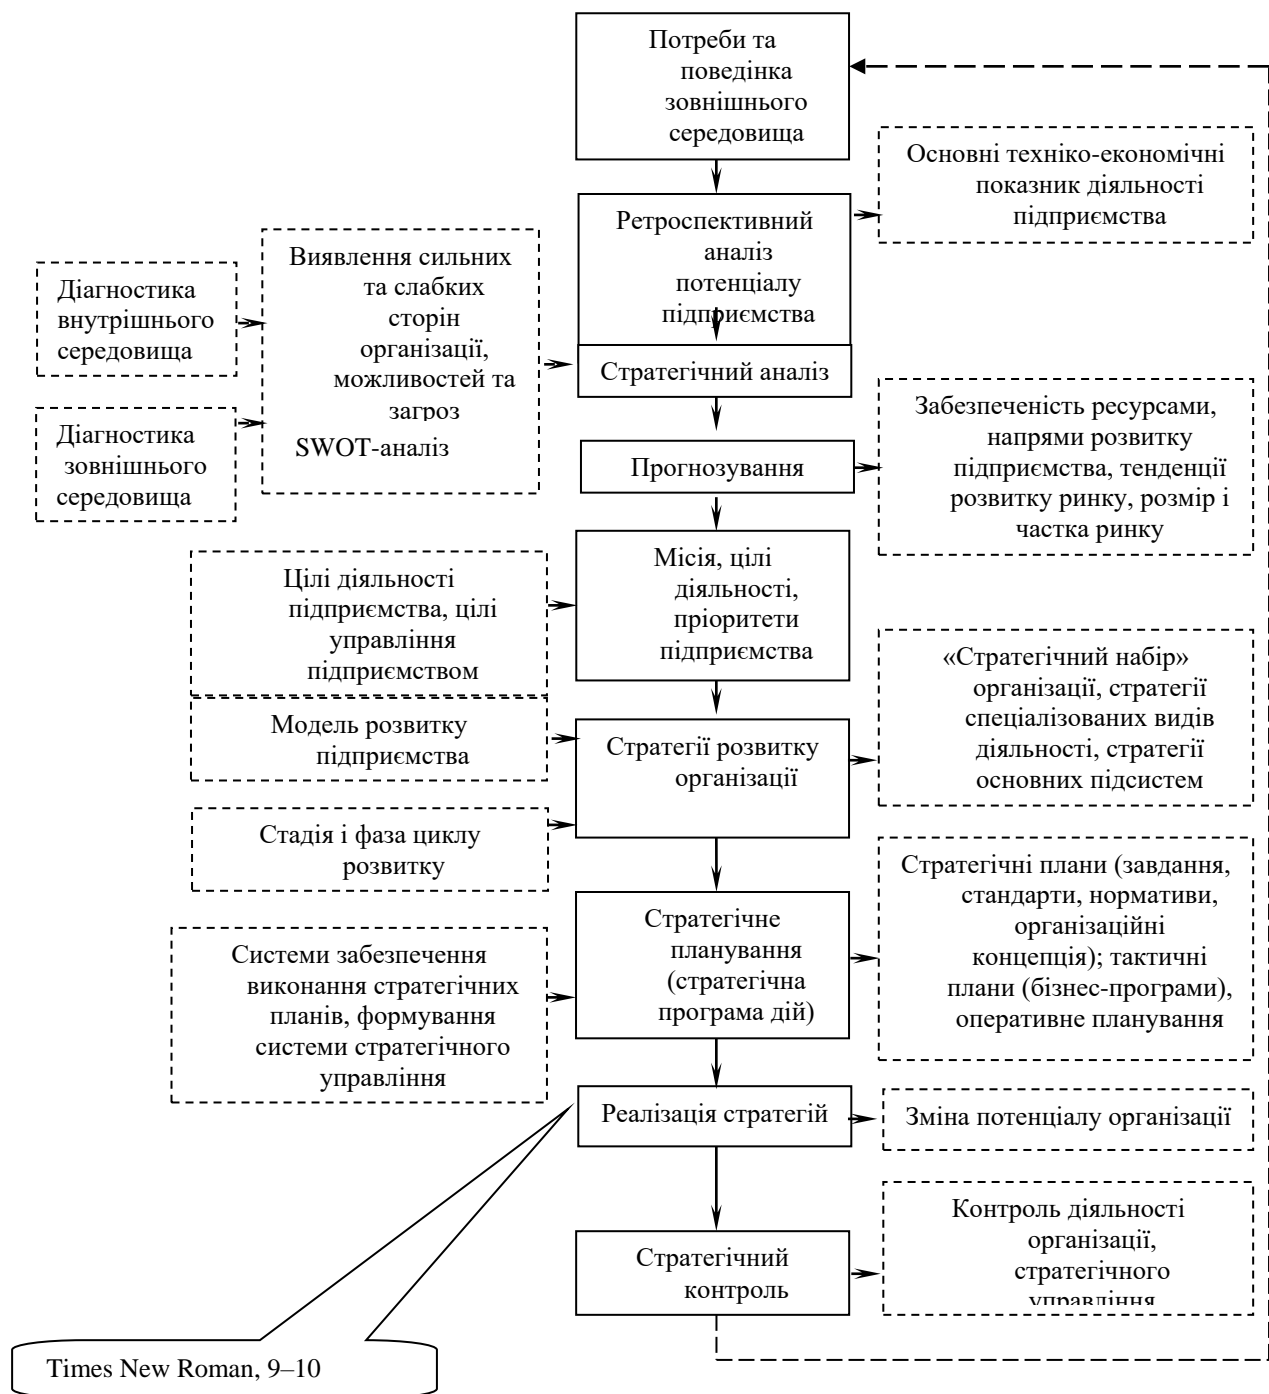 Потреби та
поведінка
зовнішнього
середовища
Основні техніко-економічні
показник діяльності
підприємства
Ретроспективний
аналіз
потенціалу
підприємства
Виявлення сильних
та слабких
сторін
організації,
можливостей та
загроз
SWOT-аналіз
Діагностика
внутрішнього
середовища
Діагностика
зовнішнього
середовища
Стратегічний аналіз
Забезпеченість ресурсами,
напрями розвитку
підприємства, тенденції
розвитку ринку, розмір і
частка ринку
Прогнозування
Місія, цілі
діяльності,
пріоритети
підприємства
Цілі діяльності
підприємства, цілі
управління
підприємством
Модель розвитку
підприємства
«Стратегічний набір»
організації, стратегії
спеціалізованих видів
діяльності, стратегії
основних підсистем
Стратегії розвитку
організації
Стадія і фаза циклу
розвитку
Стратегічні плани (завдання,
стандарти, нормативи,
організаційні
концепція); тактичні
плани (бізнес-програми),
оперативне планування
Стратегічне
планування
(стратегічна
програма дій)
Системи забезпечення
виконання стратегічних
планів, формування
системи стратегічного
управління
Реалізація стратегій
Зміна потенціалу організації
Контроль діяльності
організації,
стратегічного
управління
Стратегічний
контроль
Times New Roman, 9–10